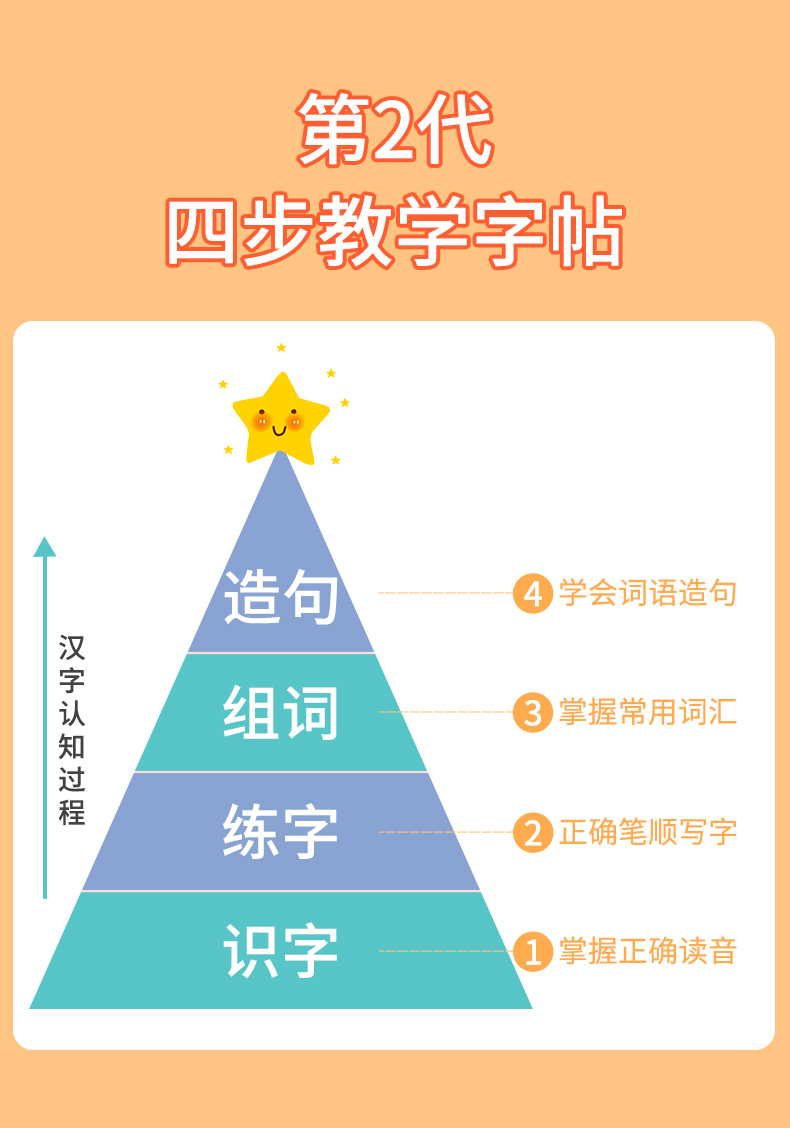 第2代
四步教学字帖
造句
4 学会词语造句
组词
3 掌握常用词汇
练字
2 正确笔顺写字
识字
1 掌握正确读音
汉字认知过程